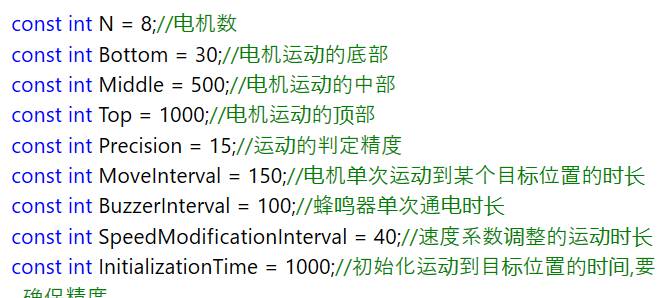 const int N = 8;//电机数
const int Bottom = 30;//电机运动的底部
const int Middle = 500;//电机运动的中部
const int Top = 1000;//电机运动的顶部
const int Precision = 15;//运动的判定精度
const int MoveInterval = 150;//电机单次运动到某个目标位置的时长
const int BuzzerInterval = 100;//蜂鸣器单次通电时长
const int SpeedModificationInterval = 40;//速度系数调整的运动时长
const int InitializationTime = 1000;//初始化运动到目标位置的时间,要
确保精度